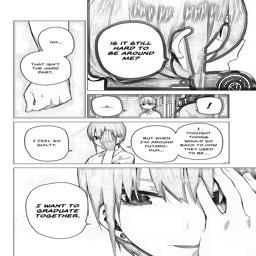 IS IT STILL
HARD TO
BE AROUND
ME?
NO...
THAT ISN'T
THE HARD
PART.
I
THOUGHT
THINGS
WOULD GO
BACK TO HOW
THEY USED
TO BE...
BUT WHEN
I'M AROUND
FUTARO-
KUN...
I FEEL SO
GUILTY.
I WANT TO
GRADUATE
TOGETHER.